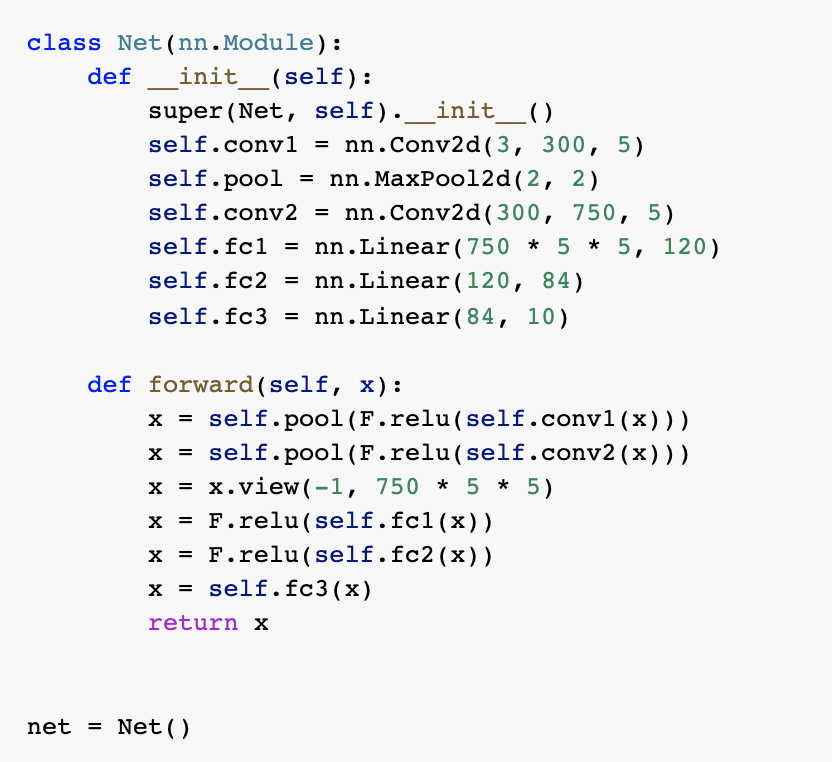 class Net(nn.Module):
    def __init__(self):
        super(Net, self).__init__()
        self.conv1 = nn.Conv2d(3, 300, 5)
        self.pool = nn.MaxPool2d(2, 2)
        self.conv2 = nn.Conv2d(300, 750, 5)
        self.fc1 = nn.Linear(750 * 5 * 5, 120)
        self.fc2 = nn.Linear(120, 84)
        self.fc3 = nn.Linear(84, 10)

    def forward(self, x):
        x = self.pool(F.relu(self.conv1(x)))
        x = self.pool(F.relu(self.conv2(x)))
        x = x.view(-1, 750 * 5 * 5)
        x = F.relu(self.fc1(x))
        x = F.relu(self.fc2(x))
        x = self.fc3(x)
        return x


net = Net()